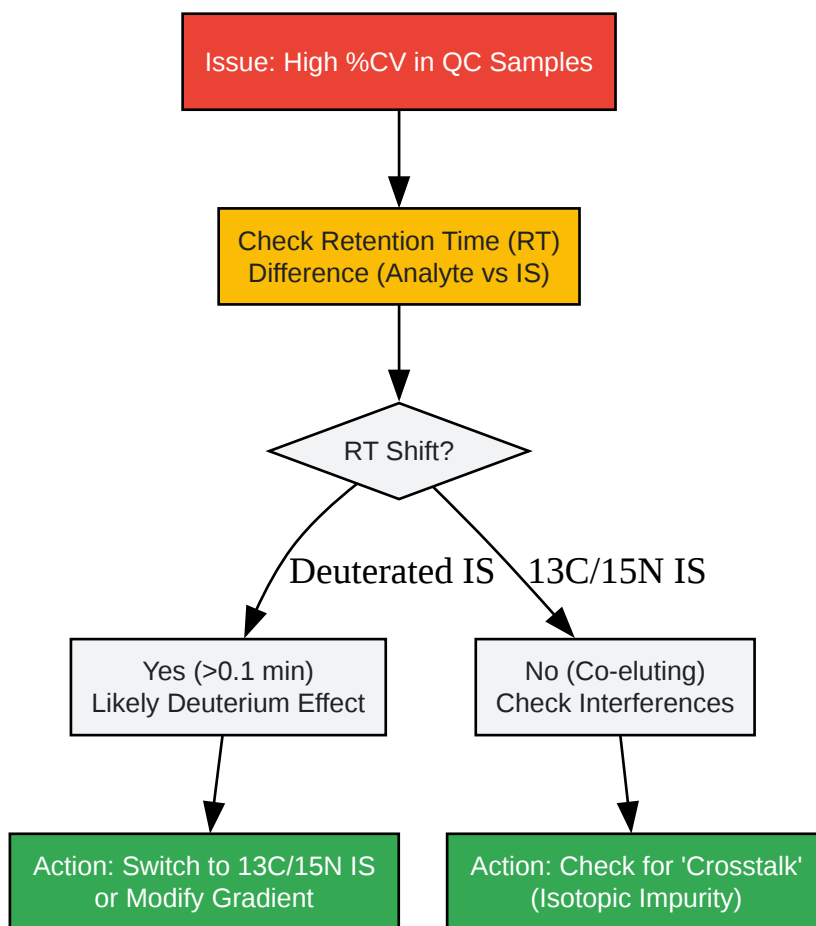 Issue: High %CV in QC Samples
Check Retention Time (RT)
Difference (Analyte vs IS)
RT Shift?
Deuterated IS
13C/15N IS
Yes (>0.1 min)
Likely Deuterium Effect
No (Co-eluting)
Check Interferences
Action: Switch to 13C/15N IS
or Modify Gradient
Action: Check for 'Crosstalk'
(Isotopic Impurity)